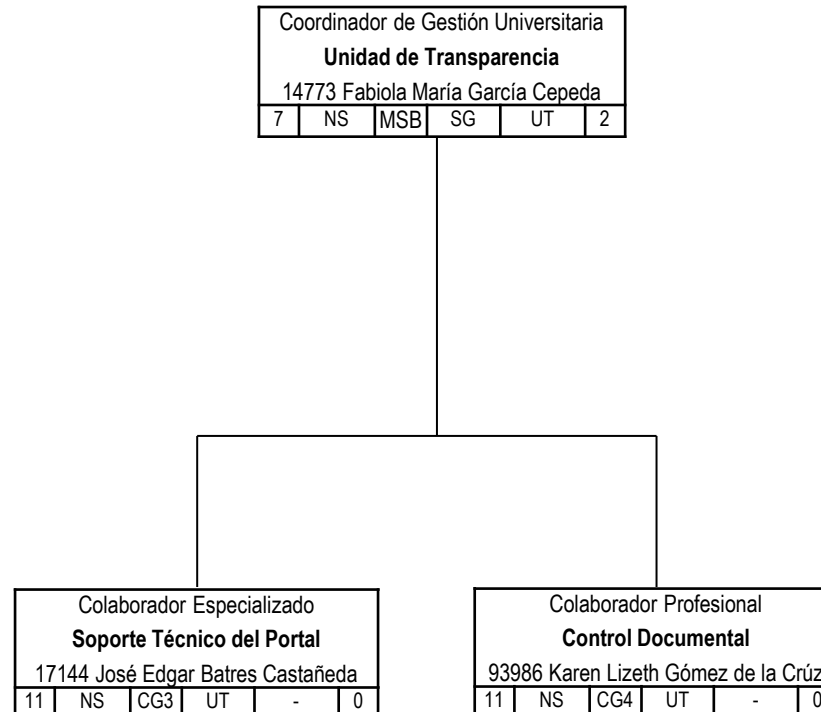 Coordinador de Gestión Universitaria
Unidad de Transparencia
14773 Fabiola María García Cepeda
7 NS MSB SG UT 2
Colaborador Especializado
Soporte Técnico del Portal
17144 José Edgar Batres Castañeda
11 NS CG3 UT - 0
Colaborador Profesional
Control Documental
93986 Karen Lizeth Gómez de la Crúz
11 NS CG4 UT - 0